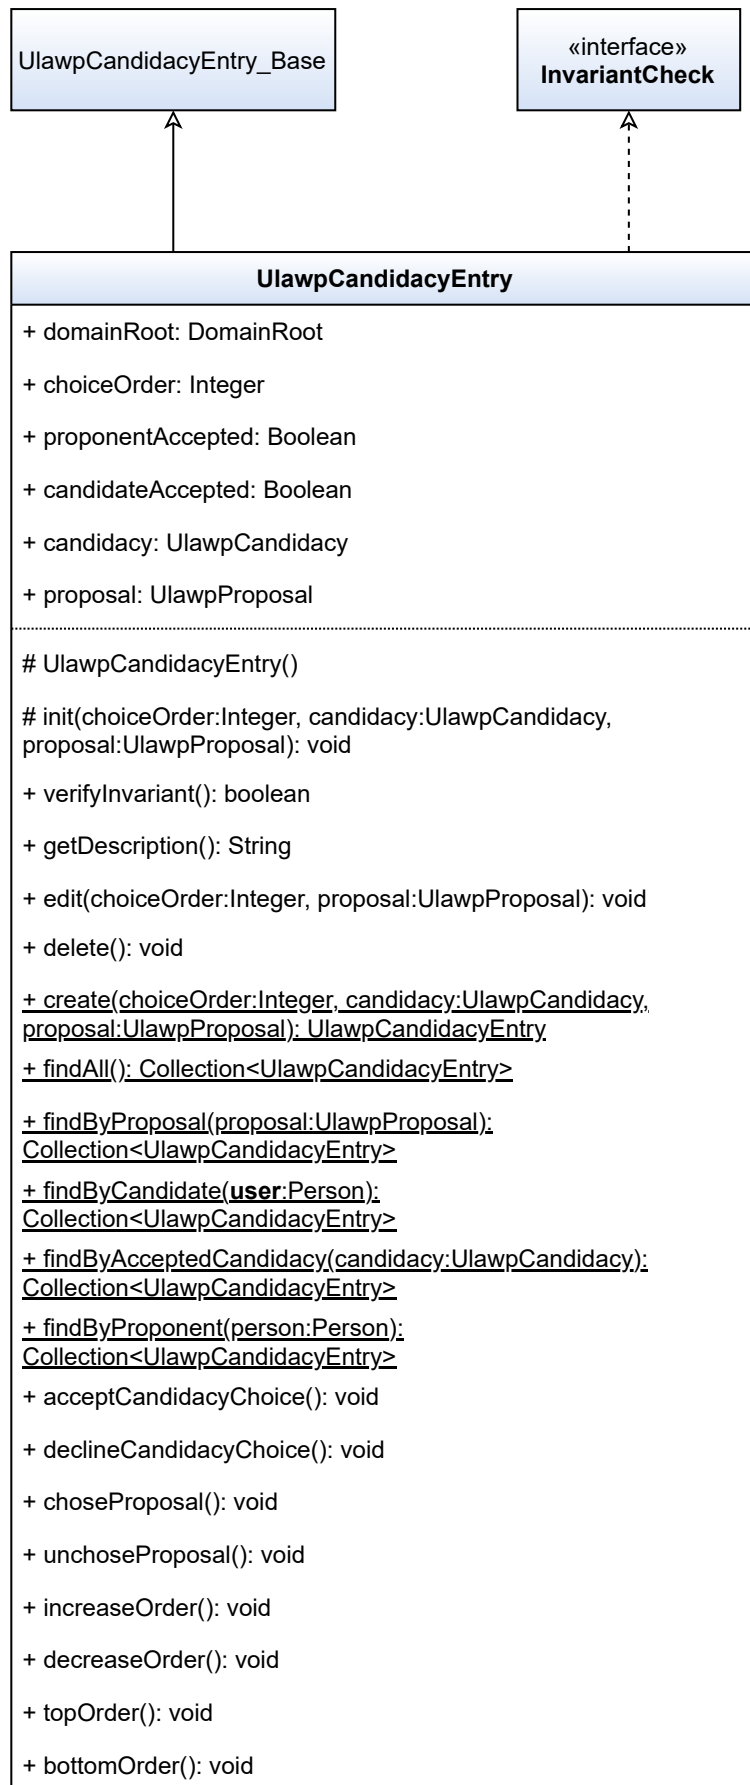 UlawpCandidacyEntry_Base
«interface»
InvariantCheck
UlawpCandidacyEntry
+ domainRoot: DomainRoot
+ choiceOrder: Integer
+ proponentAccepted: Boolean
+ candidateAccepted: Boolean
+ candidacy: UlawpCandidacy
+ proposal: UlawpProposal
# UlawpCandidacyEntry()
# init(choiceOrder:Integer, candidacy:UlawpCandidacy,
proposal:UlawpProposal): void
+ verifyInvariant(): boolean
+ getDescription(): String
+ edit(choiceOrder:Integer, proposal:UlawpProposal): void
+ delete(): void
+ create(choiceOrder:Integer, candidacy:UlawpCandidacy,
proposal:UlawpProposal): UlawpCandidacyEntry
+ findAll(): Collection<UlawpCandidacyEntry>
+ findByProposal(proposal:UlawpProposal):
Collection<UlawpCandidacyEntry>
+ findByCandidate(user:Person):
Collection<UlawpCandidacyEntry>
+ findByAcceptedCandidacy(candidacy:UlawpCandidacy):
Collection<UlawpCandidacyEntry>
+ findByProponent(person:Person):
Collection<UlawpCandidacyEntry>
+ acceptCandidacyChoice(): void
+ declineCandidacyChoice(): void
+ choseProposal(): void
+ unchoseProposal(): void
+ increaseOrder(): void
+ decreaseOrder(): void
+ topOrder(): void
+ bottomOrder(): void